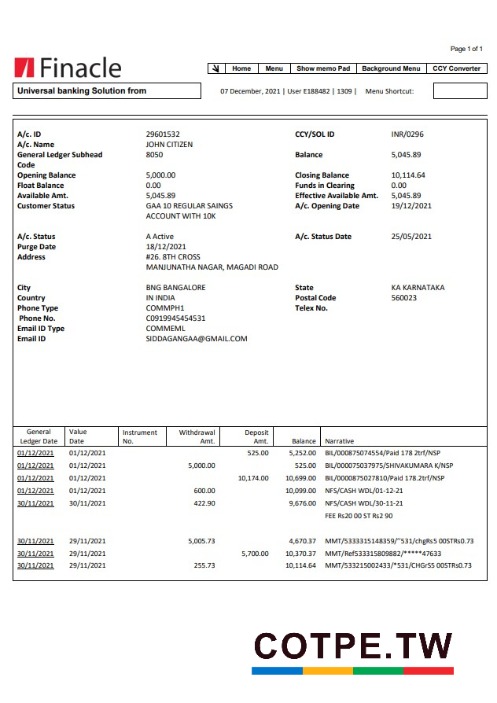 Page 1 of 1
Finacle
Home Menu Show memo Pad Background Menu CCY Converter
Universal banking Solution from
07 December, 2021 | User E188482 | 1309 | Menu Shortcut:
A/c. ID 29601532 CCY/SOL ID INR/0296
A/c. Name JOHN CITIZEN
General Ledger Subhead 8050 Balance 5,045.89
Code
Opening Balance 5,000.00 Closing Balance 10,114.64
Float Balance 0.00 Funds in Clearing 0.00
Available Amt. 5,045.89 Effective Available Amt. 5,045.89
Customer Status GAA 10 REGULAR SAINGS A/c. Opening Date 19/12/2021
ACCOUNT WITH 10K
A/c. Status A Active A/c. Status Date 25/05/2021
Purge Date 18/12/2021
Address #26. 8TH CROSS
MANJUNATHA NAGAR, MAGADI ROAD
City BNG BANGALORE State KA KARNATAKA
Country IN INDIA Postal Code 560023
Phone Type COMMPH1 Telex No.
Phone No. C0919945454531
Email ID Type COMMEML
Email ID SIDDAGANGAA@GMAIL.COM
General Value Instrument Withdrawal Deposit
Ledger Date Date No. Amt. Amt. Balance Narrative
01/12/2021 01/12/2021 525.00 5,252.00 BIL/000875074554/Paid 178.2trf/NSP
01/12/2021 01/12/2021 5,000.00 525.00 BIL/000075037975/SHIVAKUMARA K/NSP
01/12/2021 01/12/2021 10,174.00 10,699.00 BIL/0000875027810/Paid 178.2trf/NSP
01/12/2021 01/12/2021 600.00 10,099.00 NFS/CASH WDL/01-12-21
30/11/2021 30/11/2021 422.90 9,676.00 NFS/CASH WDL/30-11-21
FEE Rs20 00 ST Rs2 90
30/11/2021 29/11/2021 5,005.73 4,670.37 MMT/5333315148359/"531/chgRs5 00STRs0.73
30/11/2021 29/11/2021 5,700.00 10,370.37 MMT/Ref533315809882/*****47633
30/11/2021 29/11/2021 255.73 10,114.64 MMT/533215002433/*531/CHGrS5 00STRs0.73
COTPE.TW